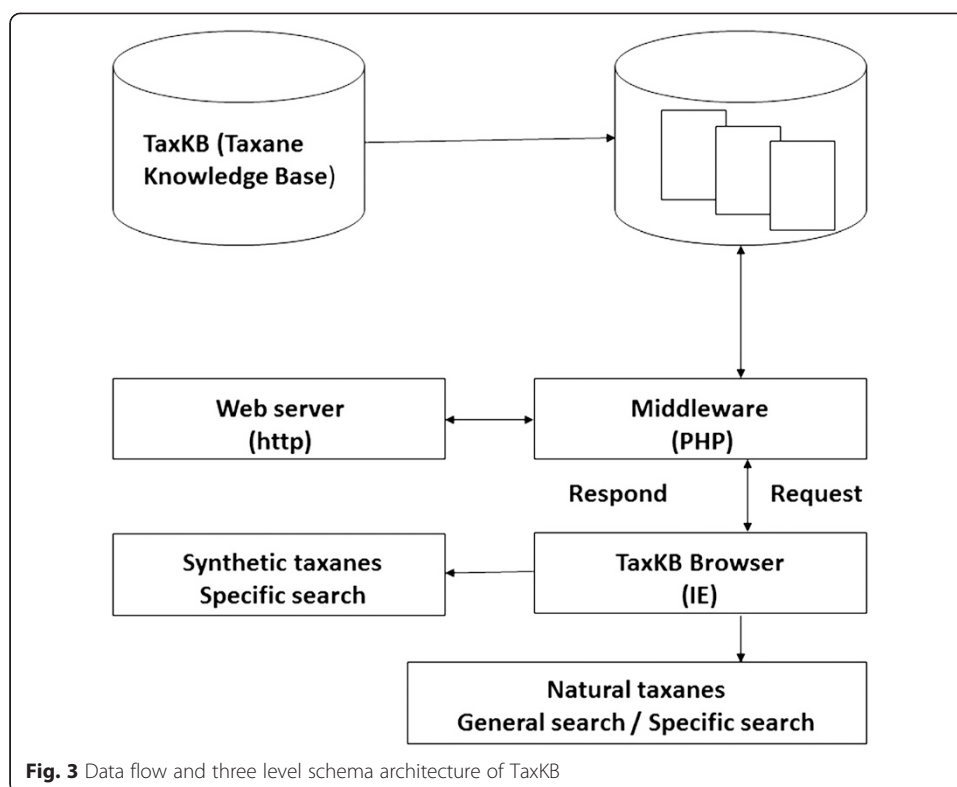 TaxKB (Taxane
Knowledge Base)
Web server
(http)
Middleware
(PHP)
Respond
Request
Synthetic taxanes
Specific search
TaxKB Browser
(IE)
Natural taxanes
General search / Specific search
Fig. 3 Data flow and three level schema architecture of TaxKB